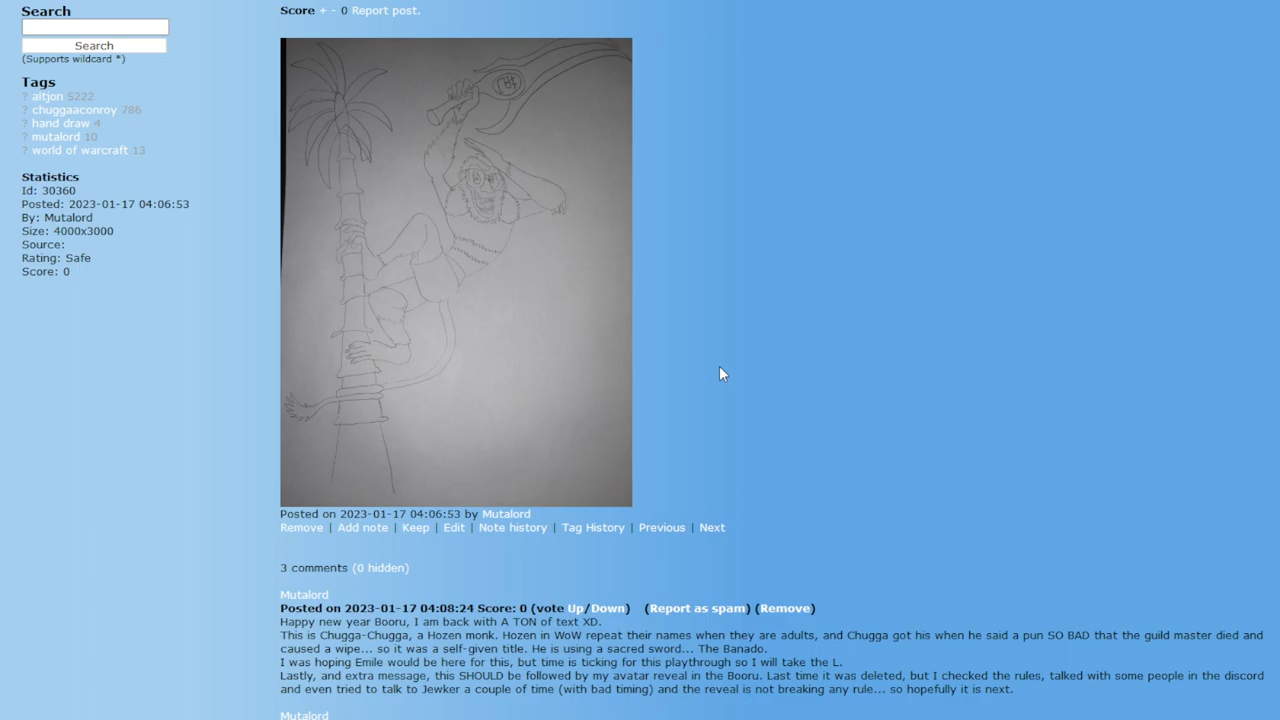 Search
Search
(Supports wildcard *)
Tags
? altjon 5222
? chuggaaconroy 786
? hand draw 4
? mutalord 10
? world of warcraft 13
Statistics
Id: 30360
Posted: 2023-01-17 04:06:53
By: Mutalord
Size: 4000x3000
Source:
Rating: Safe
Score: 0
Score + - 0 Report post.
Posted on 2023-01-17 04:06:53 by Mutalord
Remove | Add note | Keep | Edit | Note history | Tag History | Previous | Next
3 comments (0 hidden)
Mutalord
Posted on 2023-01-17 04:08:24 Score: 0 (vote Up/Down) (Report as spam) (Remove)
Happy new year Booru, I am back with A TON of text XD.
This is Chugga-Chugga, a Hozen monk. Hozen in WoW repeat their names when they are adults, and Chugga got his when he said a pun SO BAD that the guild master died and
caused a wipe... so it was a self-given title. He is using a sacred sword... The Banado.
I was hoping Emile would be here for this, but time is ticking for this playthrough so I will take the L.
Lastly, and extra message, this SHOULD be followed by my avatar reveal in the Booru. Last time it was deleted, but I checked the rules, talked with some people in the discord
and even tried to talk to Jewker a couple of time (with bad timing) and the reveal is not breaking any rule... so hopefully it is next.
Mutalord